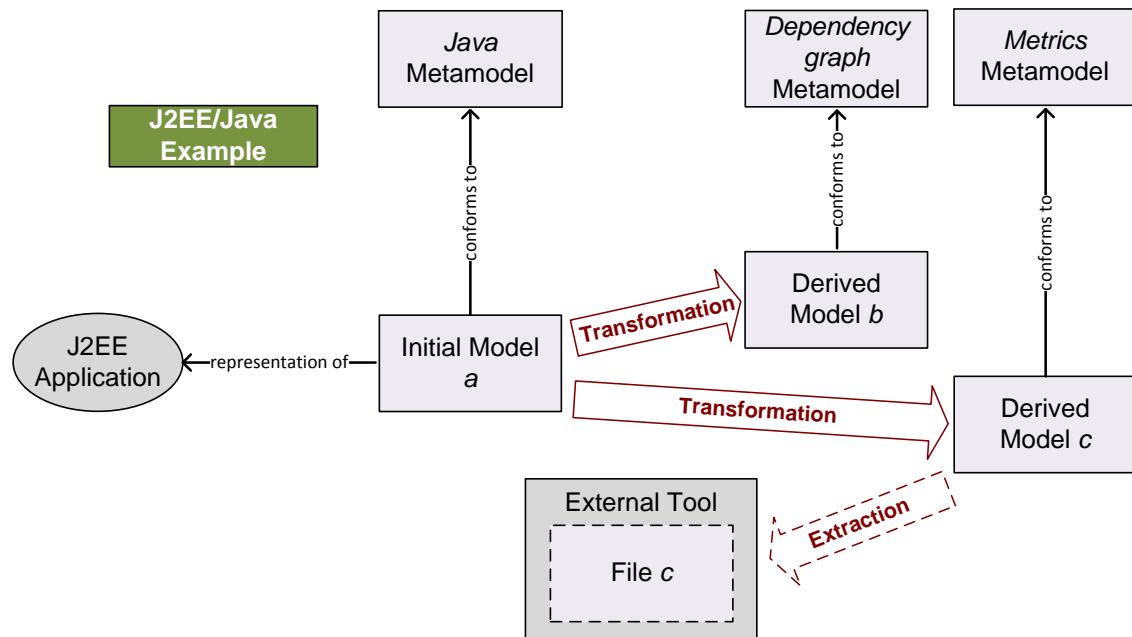 Java
Metamodel
Dependency
graph
Metamodel
Metrics
Metamodel
J2EE/Java
Example
conforms to
conforms to
conforms to
Derived
Model b
Transformation
J2EE
Application
representation of
Initial Model
a
Transformation
Derived
Model c
External Tool
Extraction
File c